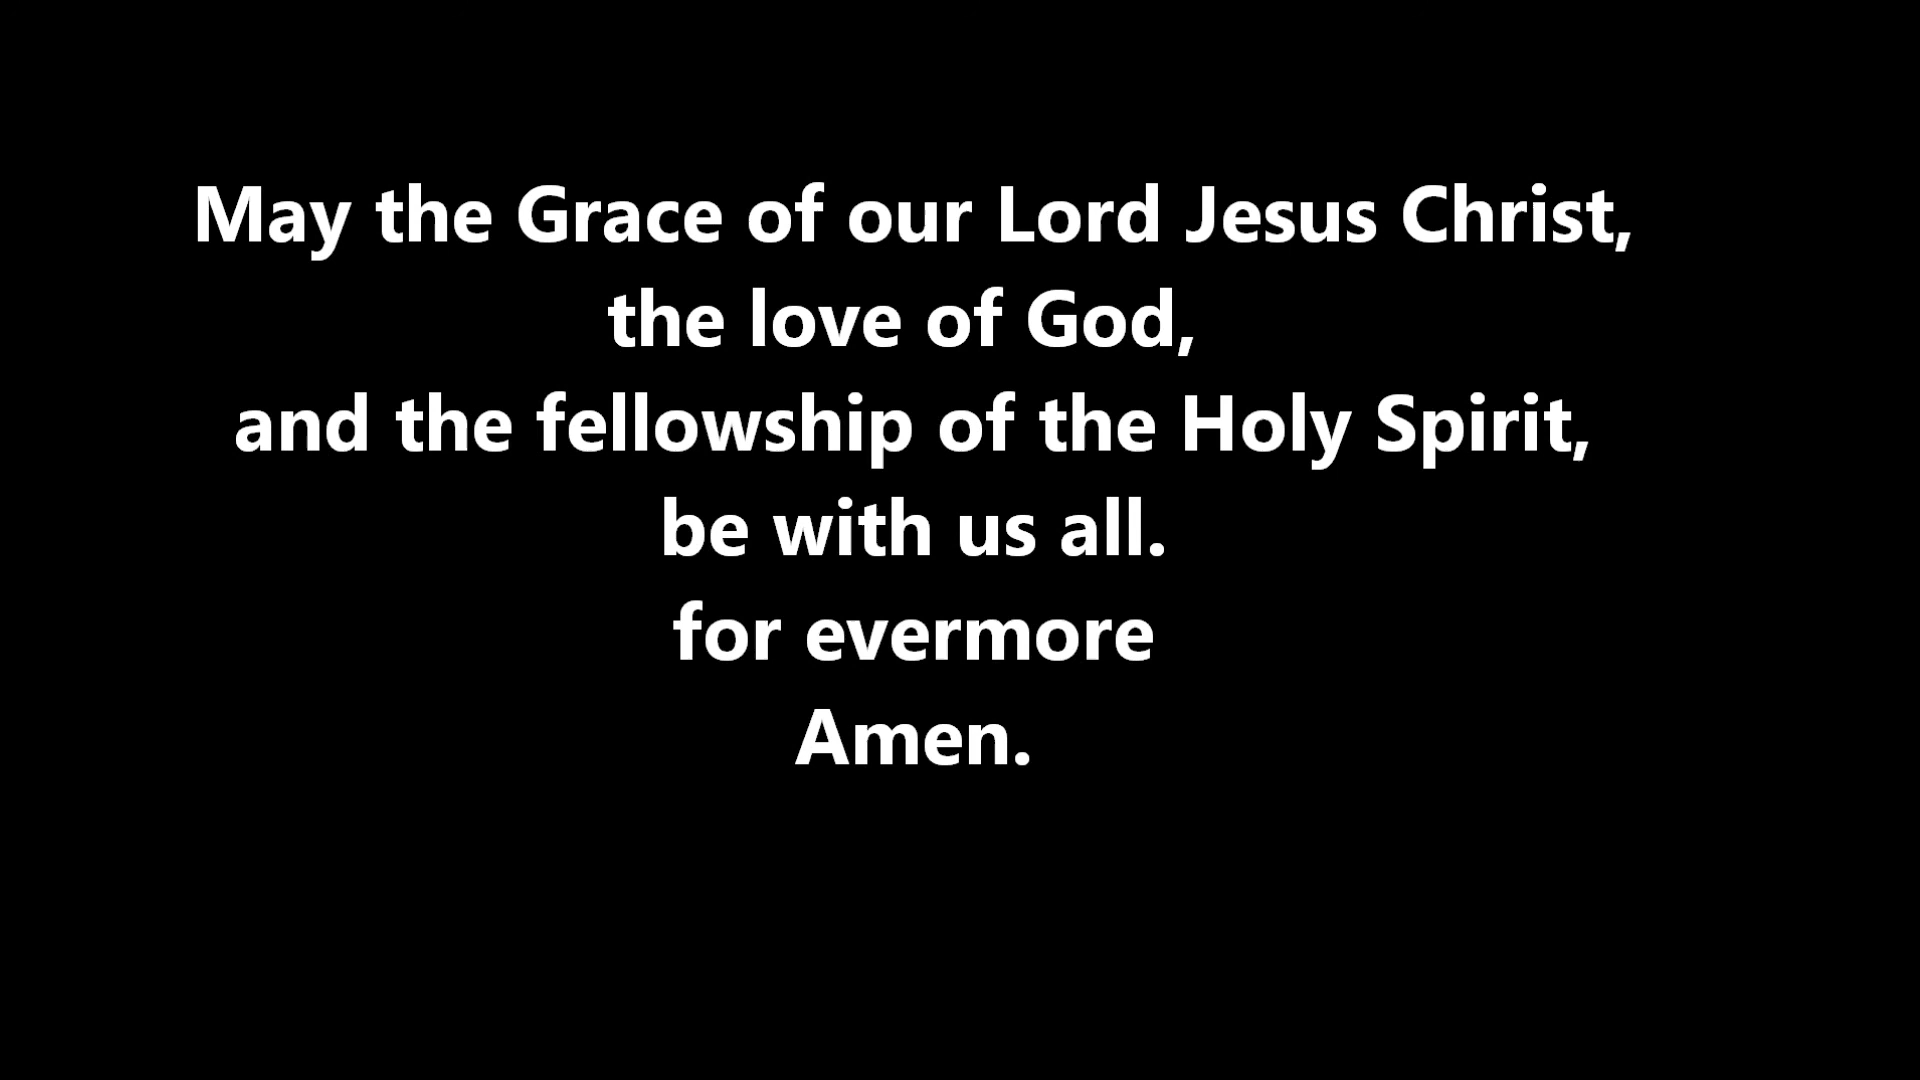 May the Grace of our Lord Jesus Christ,
the love of God,
and the fellowship of the Holy Spirit,
be with us all.
for evermore
Amen.